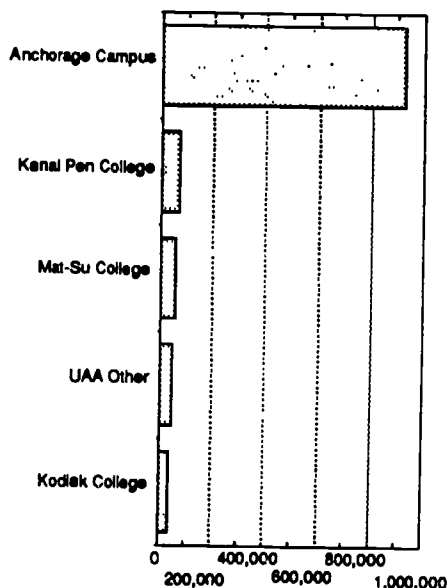 Anchorage Campus
Kanai Pen College
Mat-Su College
UAA Other
Kodiak College
0 400,000 800,000
200,000 600,000 1,000,000